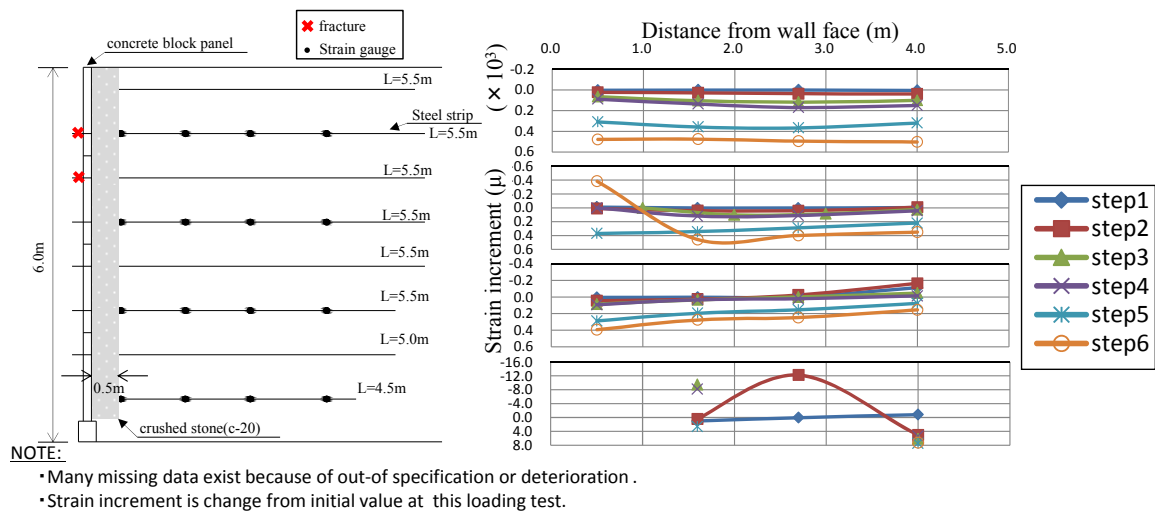 fracture
Strain gauge
concrete block panel
L=5.5m
Steel strip
L=5.5m
L=5.5m
L=5.5m
6.0m
L=5.5m
L=5.5m
L=5.0m
0.5m
L=4.5m
crushed stone(c-20)
Distance from wall face (m)
0.0 1.0 2.0 3.0 4.0 5.0
Strain increment (μ) (×10³)
-0.2
0.0
0.2
0.4
0.6
-0.6
0.4
0.2
0.0
0.2
0.4
0.6
-0.4
-0.2
0.0
0.2
0.4
0.6
-16.0
-12.0
-8.0
-4.0
0.0
4.0
8.0
step1
step2
step3
step4
step5
step6
NOTE:
・Many missing data exist because of out-of specification or deterioration .
・Strain increment is change from initial value at this loading test.